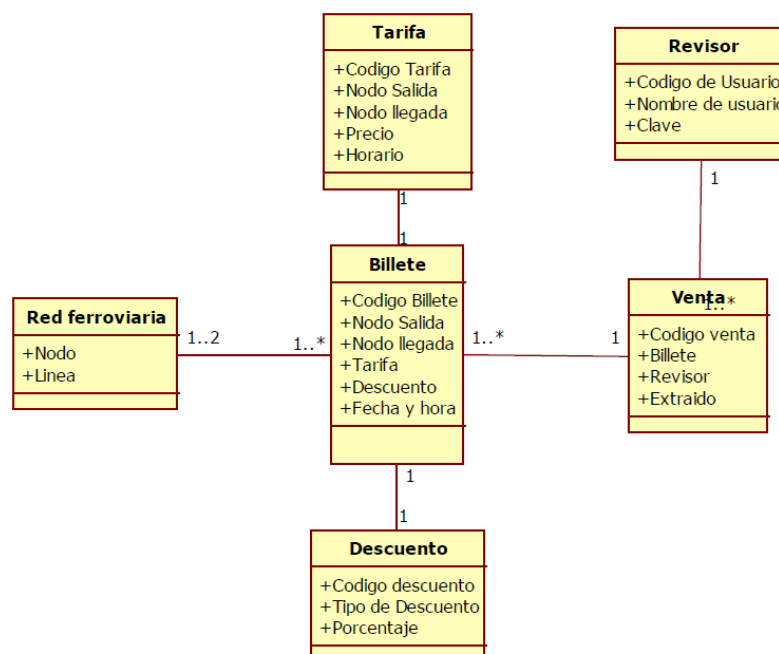 Tarifa
+Codigo Tarifa
+Nodo Salida
+Nodo llegada
+Precio
+Horario
1
1
Revisor
+Codigo de Usuario
+Nombre de usuario
+Clave
1
1..*
Billete
+Codigo Billete
+Nodo Salida
+Nodo llegada
+Tarifa
+Descuento
+Fecha y hora
Red ferroviaria
+Nodo
+Linea
1..2
1..*
1..*
1
Venta
+Codigo venta
+Billete
+Revisor
+Extraido
1
1
Descuento
+Codigo descuento
+Tipo de Descuento
+Porcentaje